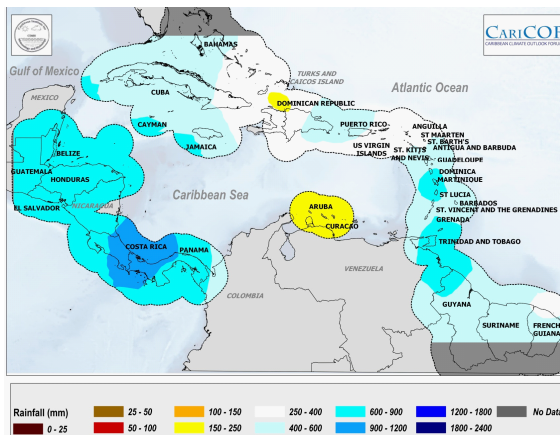 CARICOF
CARIBBEAN CLIMATE OUTLOOK FORUM
BAHAMAS
Gulf of Mexico
TURKS AND
CAICOS ISLAND
Atlantic Ocean
MEXICO
CUBA
DOMINICAN REPUBLIC
CAYMAN
PUERTO RICO
ANGUILLA
ST MAARTEN
ST. BARTH'S
JAMAICA
US VIRGIN
ISLANDS
ST. KITTS
AND NEVIS
ANTIGUA AND BARBUDA
BELIZE
GUADELOUPE
GUATEMALA
HONDURAS
DOMINICA
MARTINIQUE
Caribbean Sea
ST LUCIA
EL SALVADOR
NICARAGUA
ARUBA
BARBADOS
ST. VINCENT AND THE GRENADINES
GRENADA
CURACAO
COSTA RICA
PANAMA
TRINIDAD AND TOBAGO
VENEZUELA
COLOMBIA
GUYANA
SURINAME
FRENCH
GUIANA
Rainfall (mm)
25 - 50
100 - 150
250 - 400
600 - 900
1200 - 1800
No Data
0 - 25
50 - 100
150 - 250
400 - 600
900 - 1200
1800 - 2400